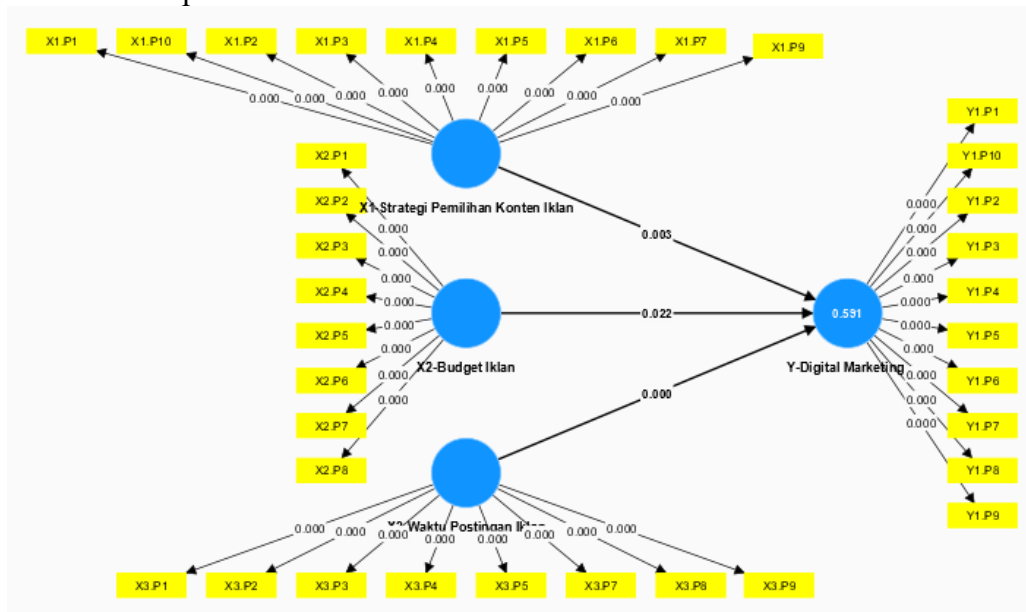 X1.P1 X1.P10 X1.P2 X1.P3 X1.P4 X1.P5 X1.P6 X1.P7 X1.P9
0.000 0.000 0.000 0.000 0.000 0.000 0.000 0.000 0.000
X1-Strategi Pemilihan Konten Iklan
X2.P1
X2.P2
X2.P3
X2.P4
X2.P5
X2.P6
X2.P7
X2.P8
0.000
0.000
0.000
0.000
0.000
0.000
0.000
0.000
X2-Budget Iklan
0.003
0.022
0.000
0.591
Y-Digital Marketing
0.000
0.000
0.000
0.000
0.000
0.000
0.000
0.000
0.000
0.000
Y1.P1
Y1.P10
Y1.P2
Y1.P3
Y1.P4
Y1.P5
Y1.P6
Y1.P7
Y1.P8
Y1.P9
Waktu Postingan
0.000 0.000 0.000 0.000 0.000 0.000 0.000 0.000
X3.P1 X3.P2 X3.P3 X3.P4 X3.P5 X3.P7 X3.P8 X3.P9